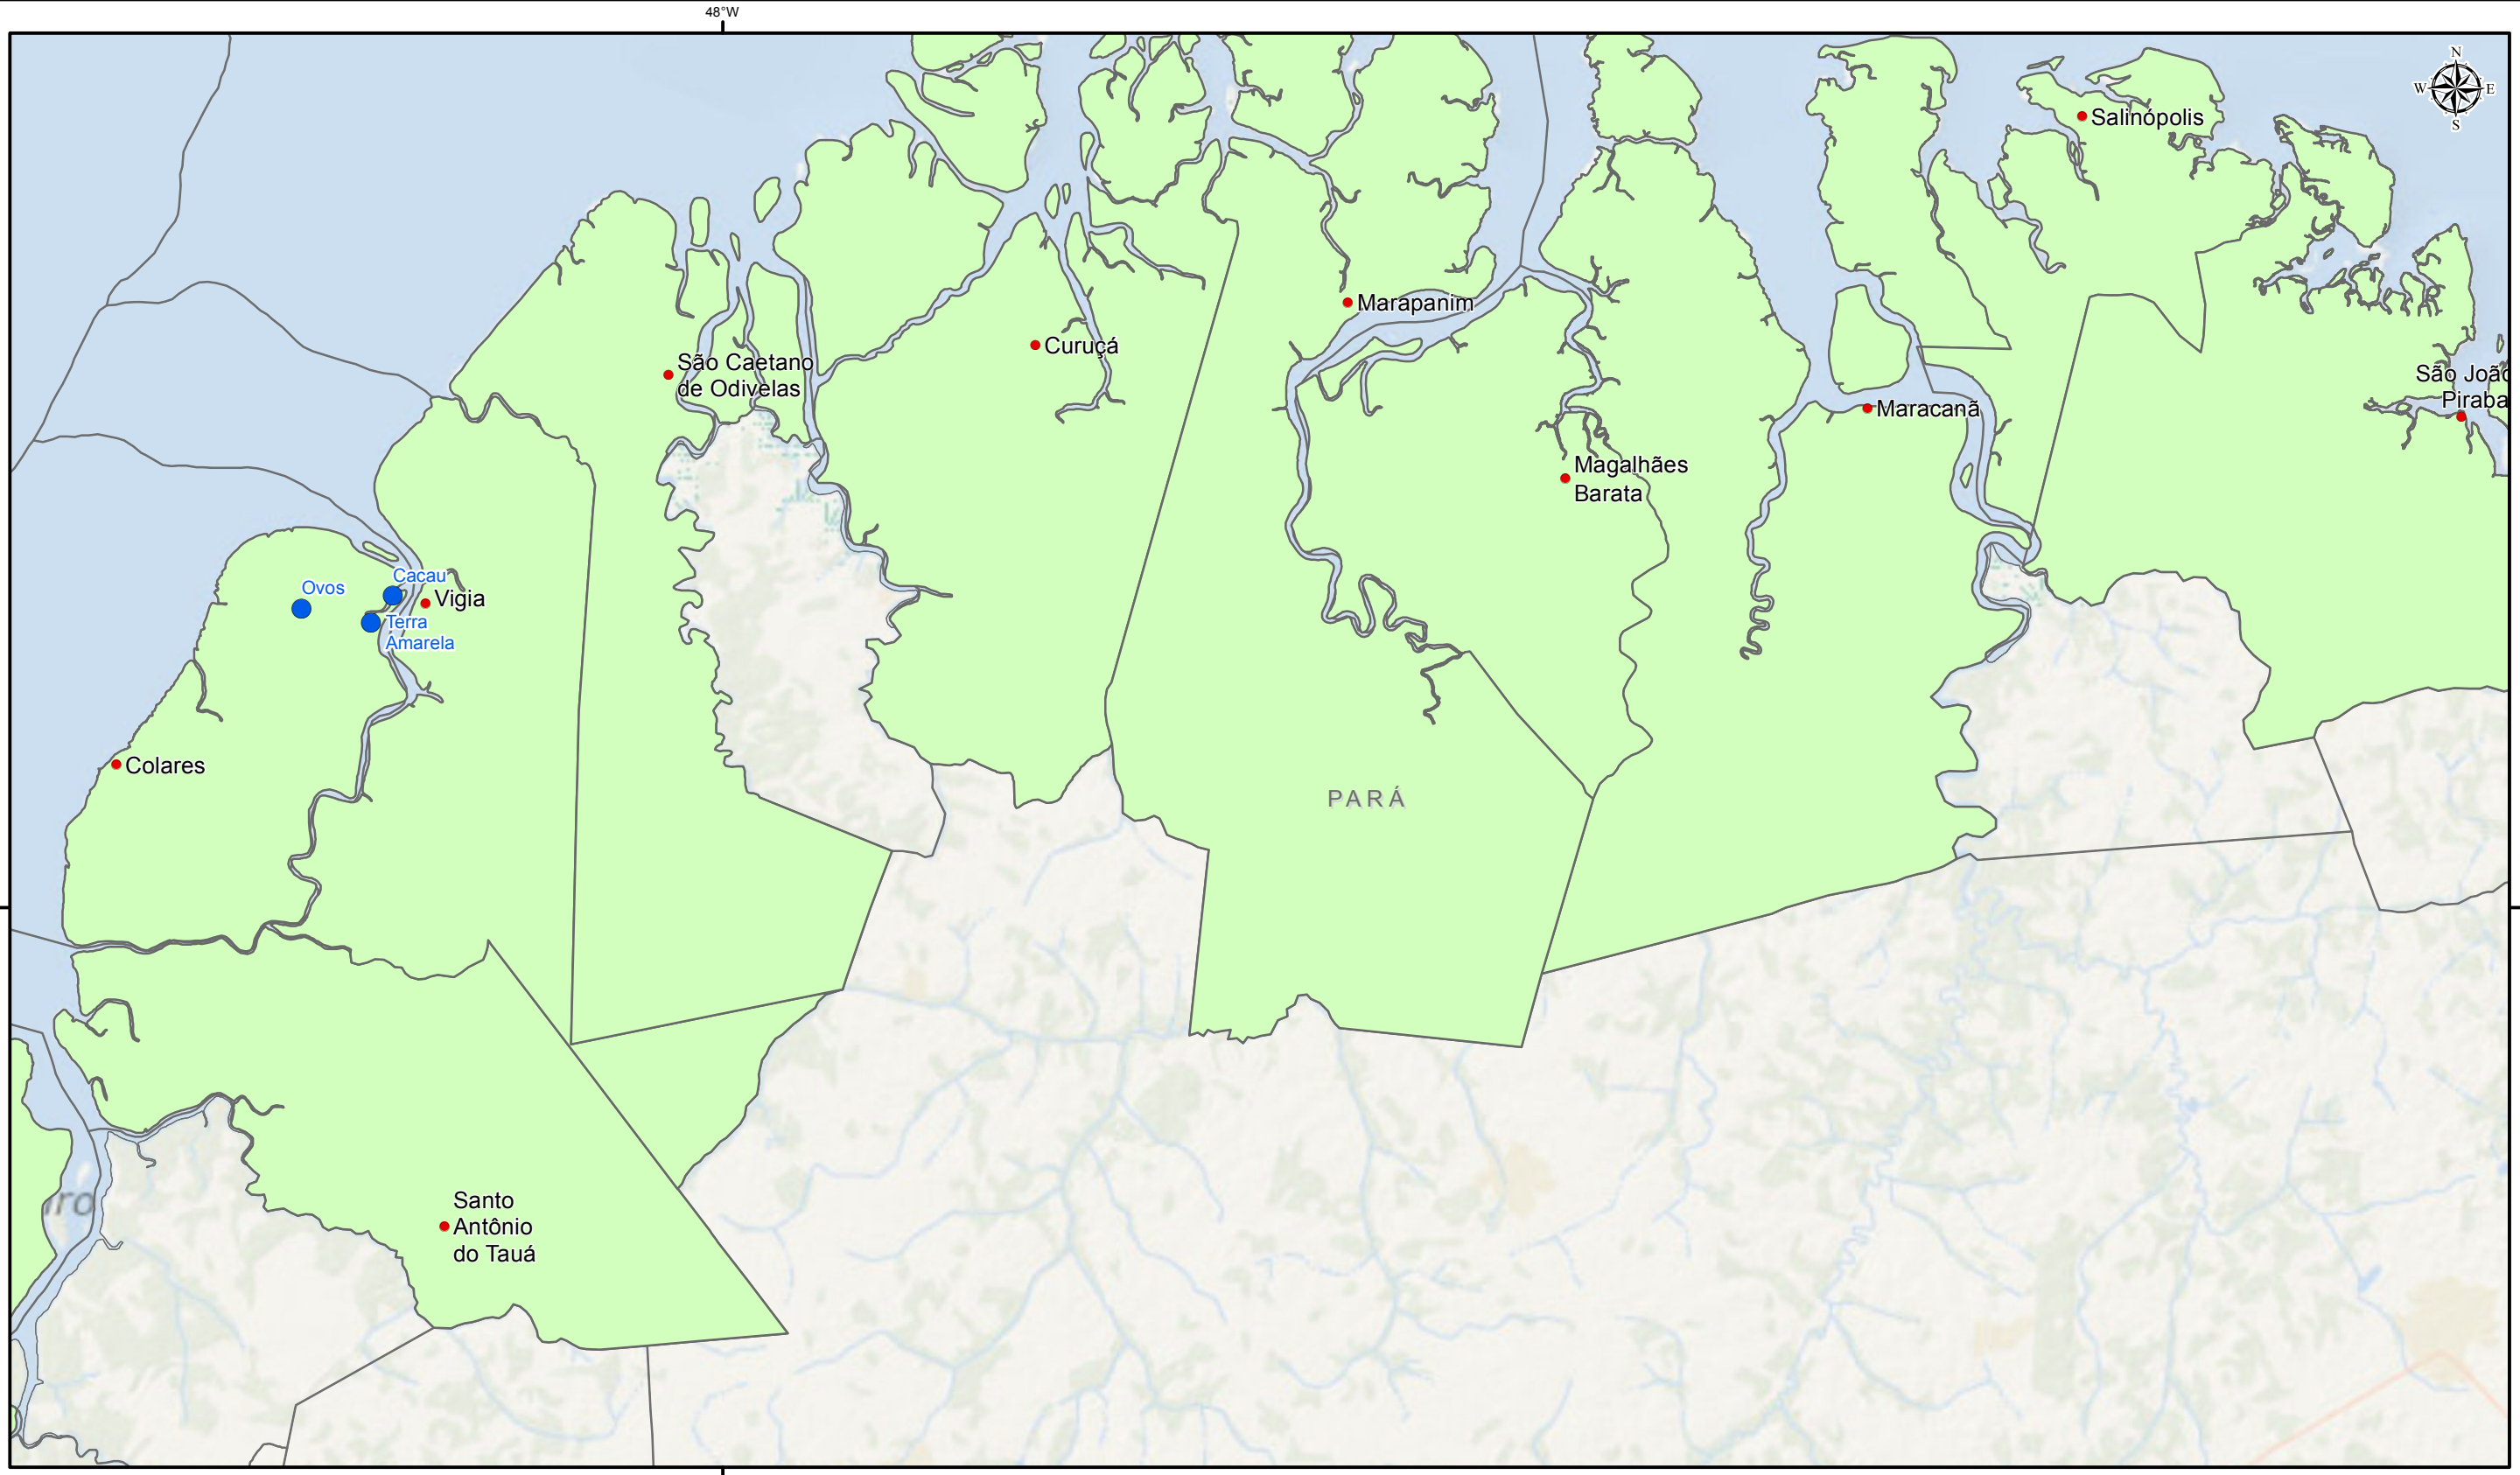 48°W
N
W
E
S
Salinópolis
Marapanim
Curuçá
São Caetano
de Odivelas
São João
Piraba
Maracanã
Magalhães
Barata
Cacau
Ovos
Vigia
Terra
Amarela
Colares
PARÁ
iro
Santo
Antônio
do Tauá